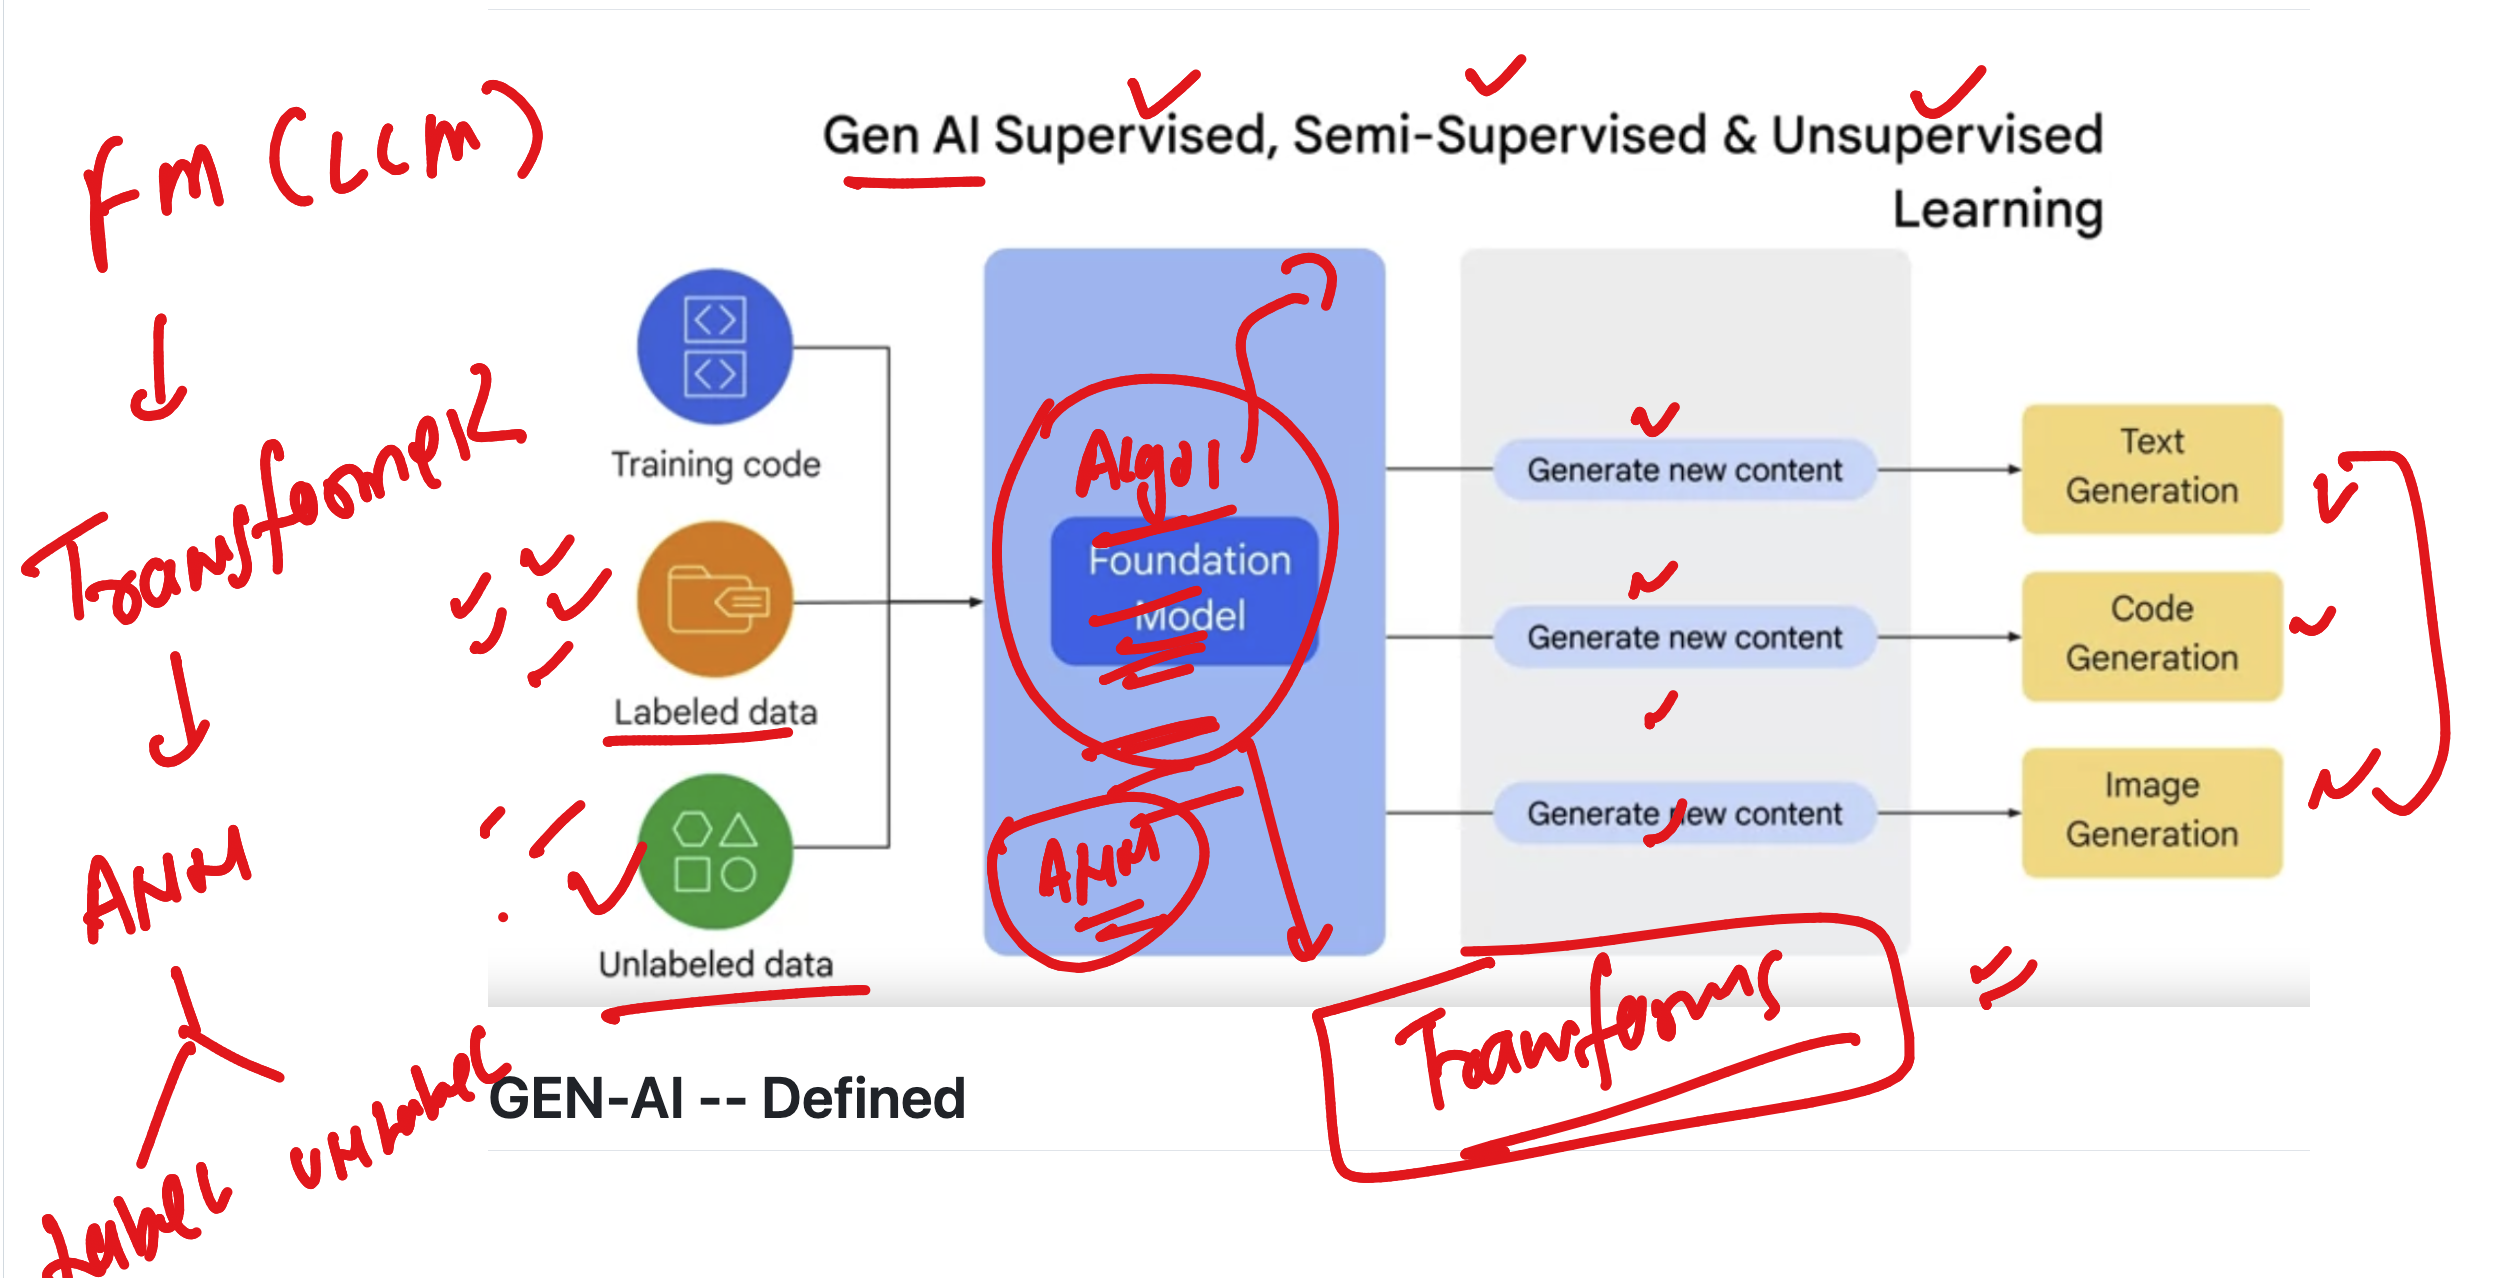 Gen AI Supervised, Semi-Supervised & Unsupervised
Learning
FM (LLM)
Transformer
ANN
Label unlabel
Training code
Labeled data
Unlabeled data
Algo
Foundation
Model
ANN
Generate new content
Generate new content
Generate new content
Text
Generation
Code
Generation
Image
Generation
Transforms
GEN-AI -- Defined